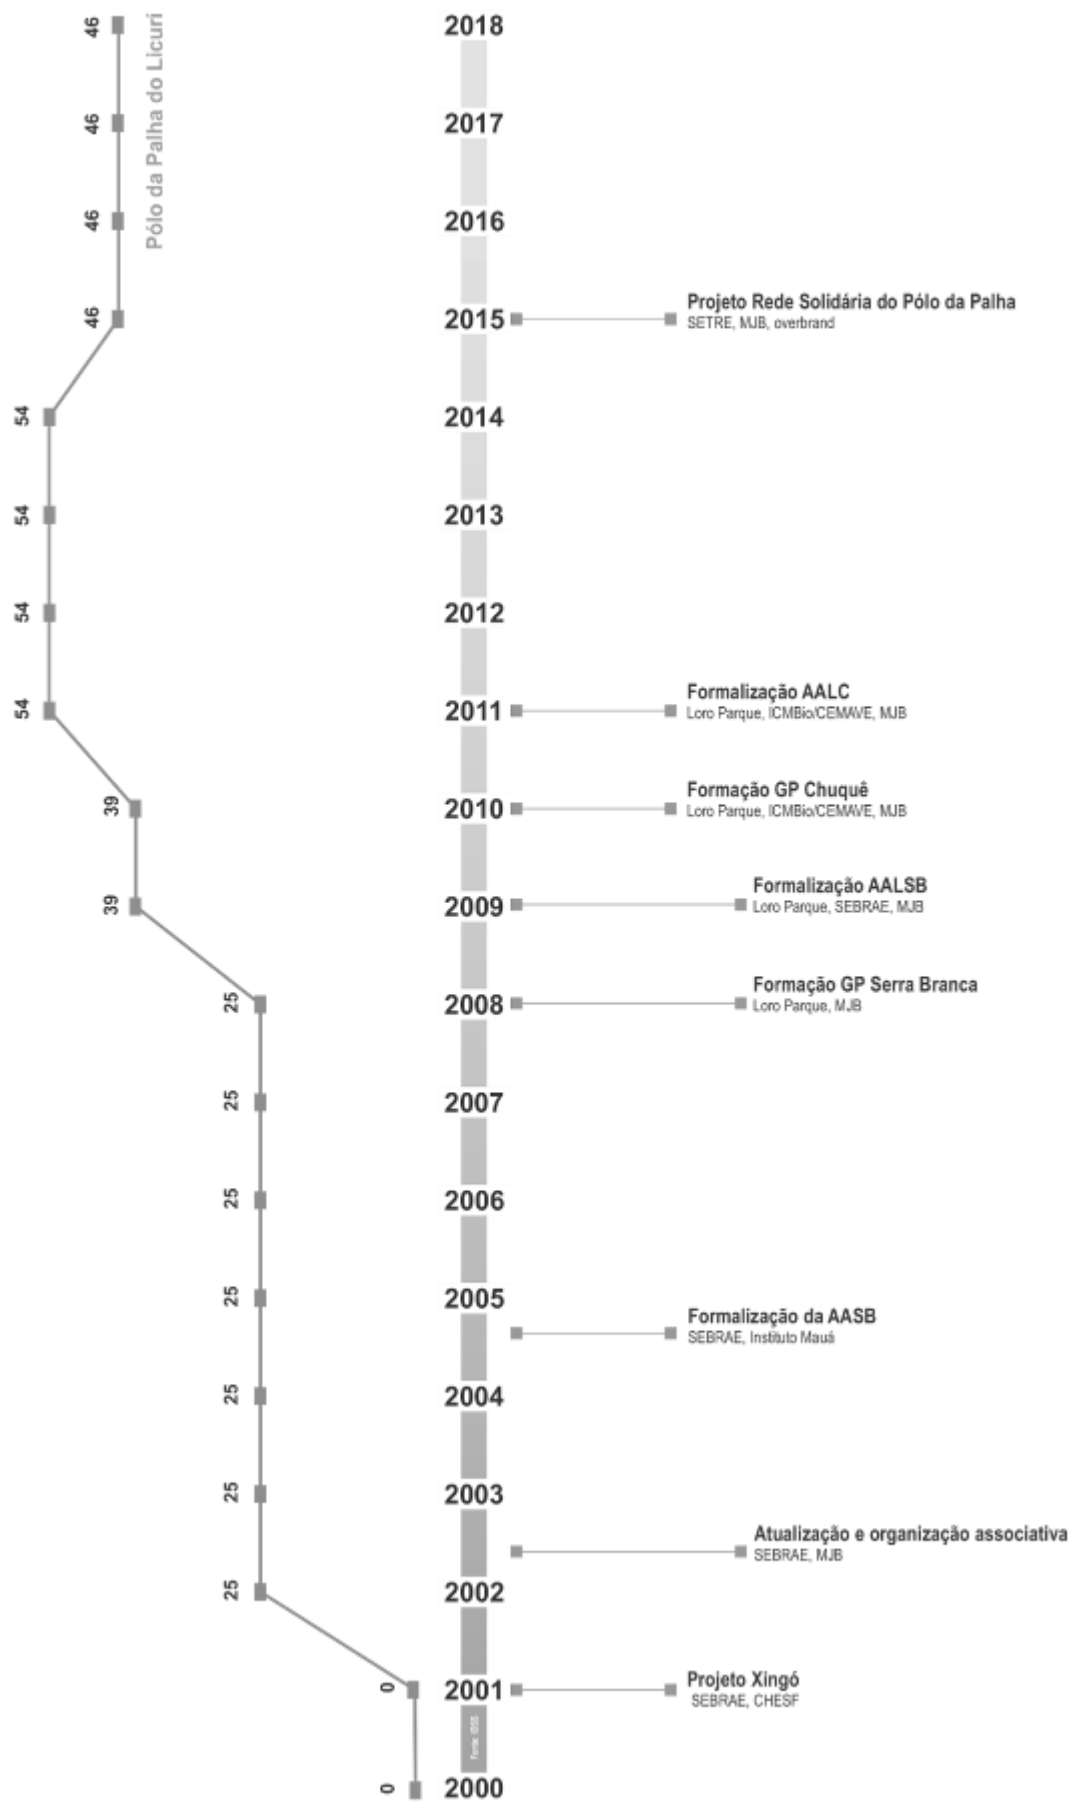 46
2018
Pólo da Palha do Licurí
46
2017
46
2016
46
2015
Projeto Rede Solidária do Pólo da Palha
SETRE, MJB, overbrand
54
2014
54
2013
54
2012
54
2011
Formalização AALC
Loro Parque, ICMBio/CEMAVE, MJB
39
2010
Formação GP Chuquê
Loro Parque, ICMBio/CEMAVE, MJB
39
2009
Formalização AALSB
Loro Parque, SEBRAE, MJB
25
2008
Formação GP Serra Branca
Loro Parque, MJB
25
2007
25
2006
25
2005
Formalização da AASB
SEBRAE, Instituto Mauá
25
2004
25
2003
Atualização e organização associativa
SEBRAE, MJB
25
2002
0
2001
Projeto Xingó
SEBRAE, CHESF
Fonte:
0
2000